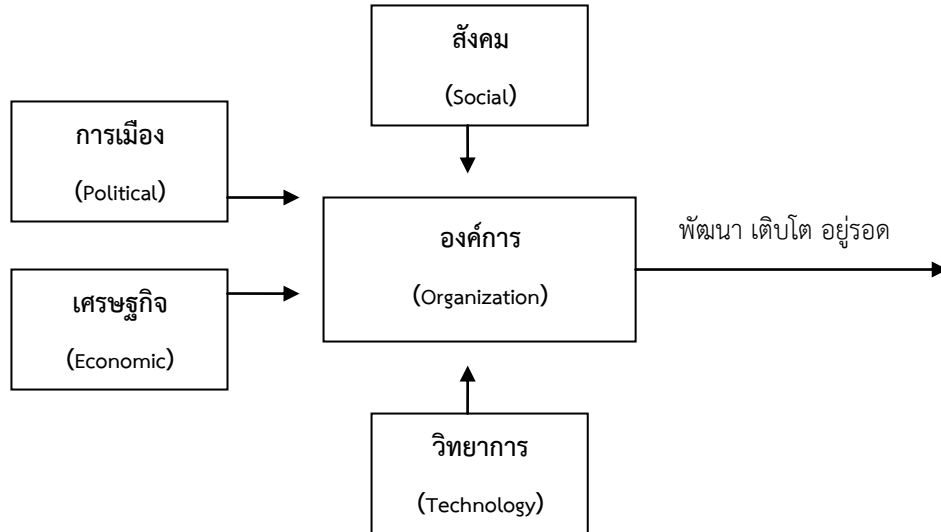 สังคม
(Social)
การเมือง
(Political)
องค์การ
(Organization)
พัฒนา เติบโต อยู่รอด
เศรษฐกิจ
(Economic)
วิทยาการ
(Technology)